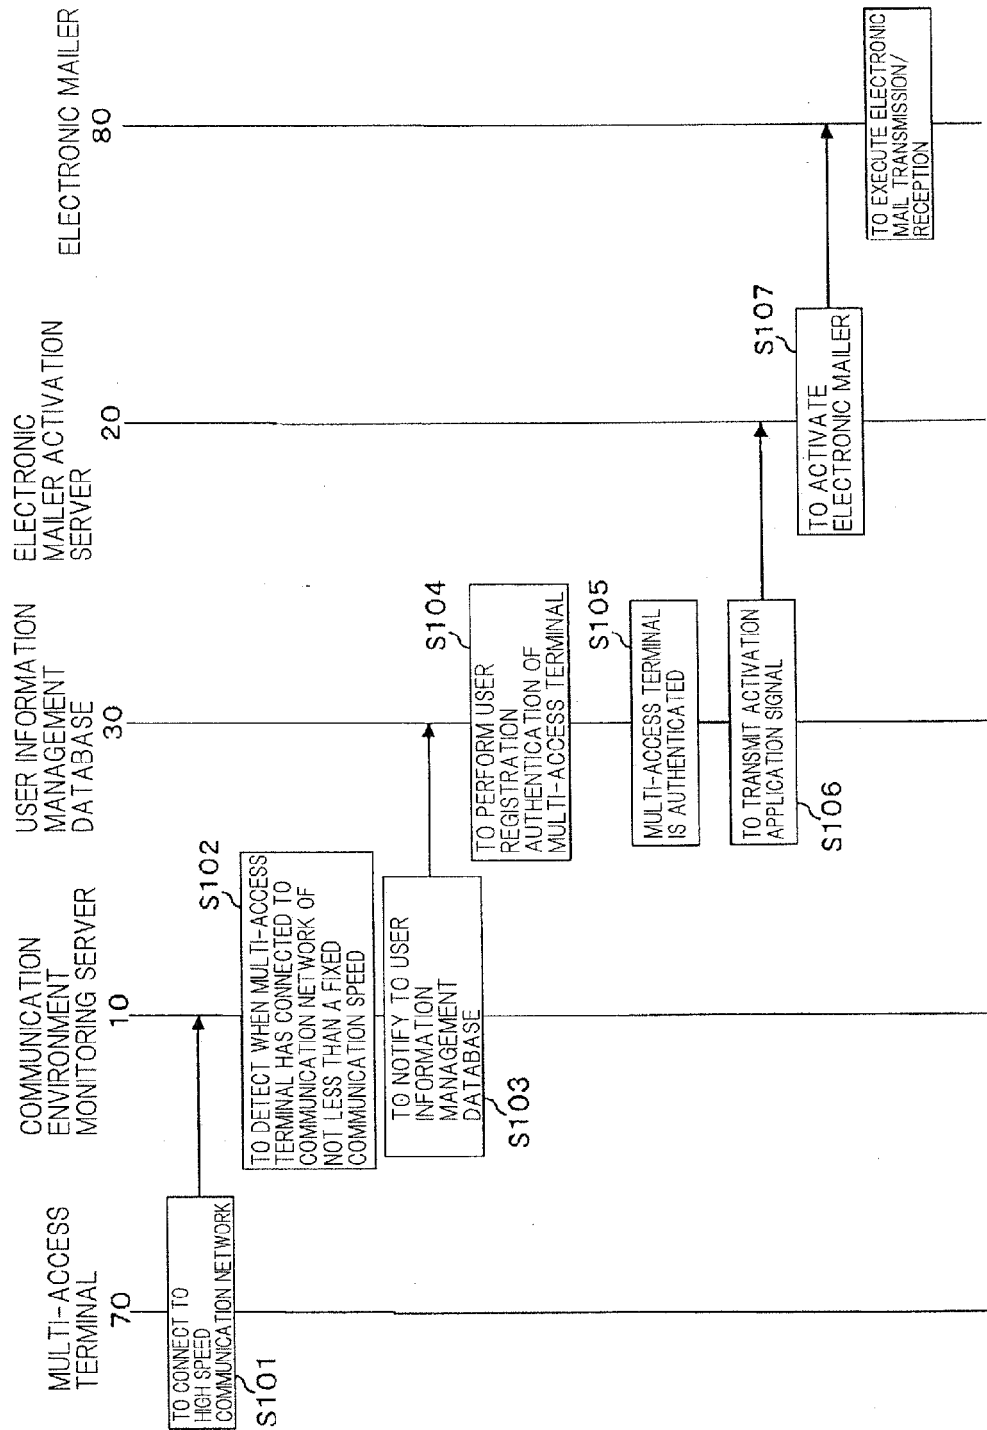 MULTI-ACCESS
TERMINAL
70
COMMUNICATION
ENVIRONMENT
MONITORING SERVER
10
USER INFORMATION
MANAGEMENT
DATABASE
30
ELECTRONIC
MAILER ACTIVATION
SERVER
20
ELECTRONIC MAILER
80
TO CONNECT TO
HIGH SPEED
COMMUNICATION NETWORK
S101
S102
TO DETECT WHEN MULTI-ACCESS
TERMINAL HAS CONNECTED TO
COMMUNICATION NETWORK OF
NOT LESS THAN A FIXED
COMMUNICATION SPEED
TO NOTIFY TO USER
INFORMATION
MANAGEMENT
DATABASE
S103
S104
TO PERFORM USER
REGISTRATION
AUTHENTICATION OF
MULTI-ACCESS TERMINAL
S105
MULTI-ACCESS TERMINAL
IS AUTHENTICATED
TO TRANSMIT ACTIVATION
APPLICATION SIGNAL
S106
S107
TO ACTIVATE
ELECTRONIC MAILER
TO EXECUTE ELECTRONIC
MAIL TRANSMISSION/
RECEPTION